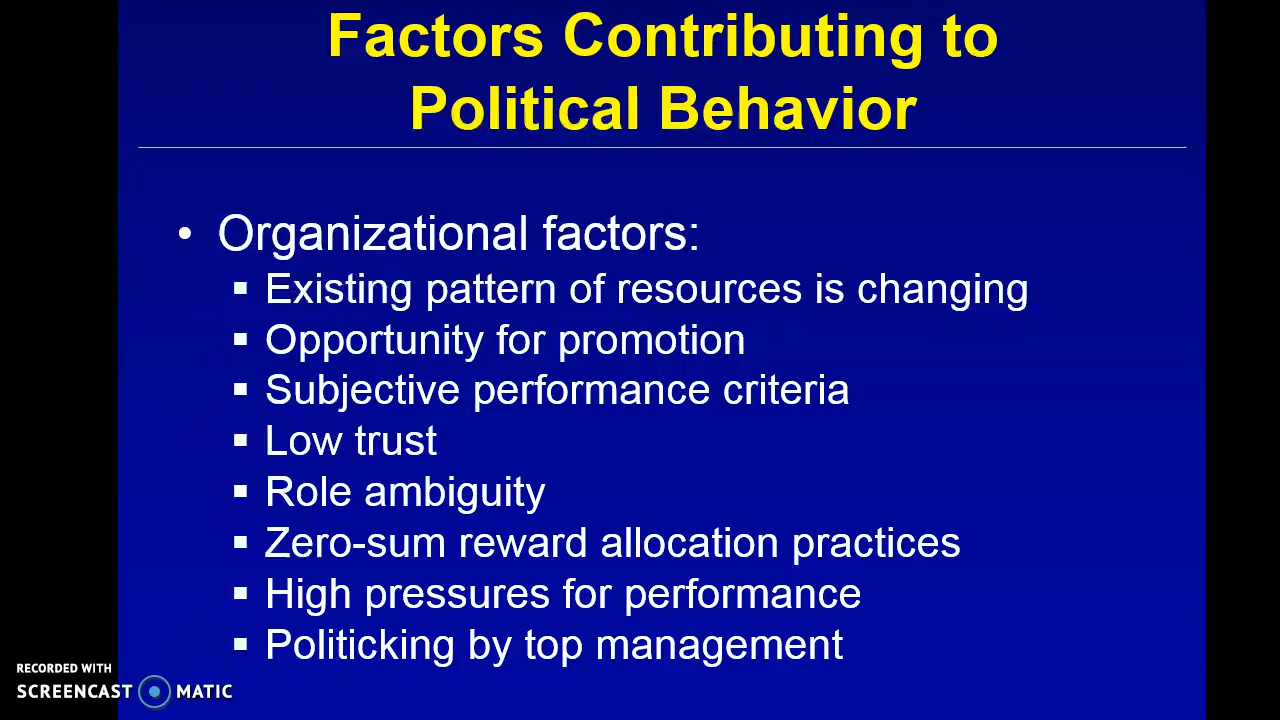 Factors Contributing to
Political Behavior
• Organizational factors:
▪ Existing pattern of resources is changing
▪ Opportunity for promotion
▪ Subjective performance criteria
▪ Low trust
▪ Role ambiguity
▪ Zero-sum reward allocation practices
▪ High pressures for performance
▪ Politicking by top management
RECORDED WITH
SCREENCAST MATIC